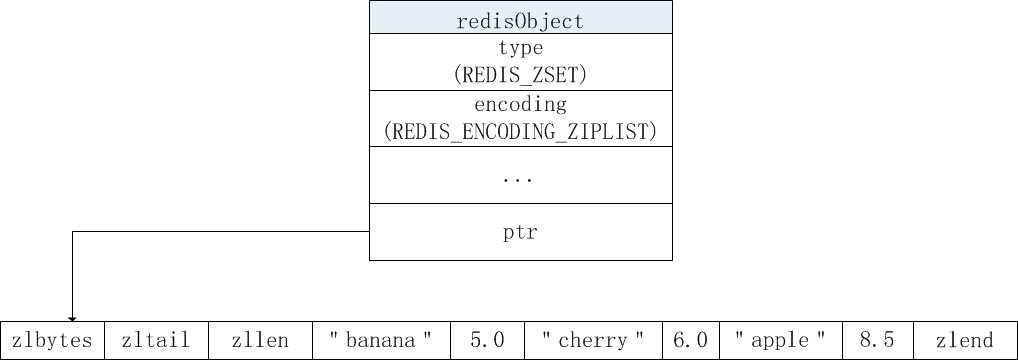 redisObject
type
(REDIS_ZSET)
encoding
(REDIS_ENCODING_ZIPLIST)
...
ptr
zlbytes zltail zllen "banana" 5.0 "cherry" 6.0 "apple" 8.5 zlend